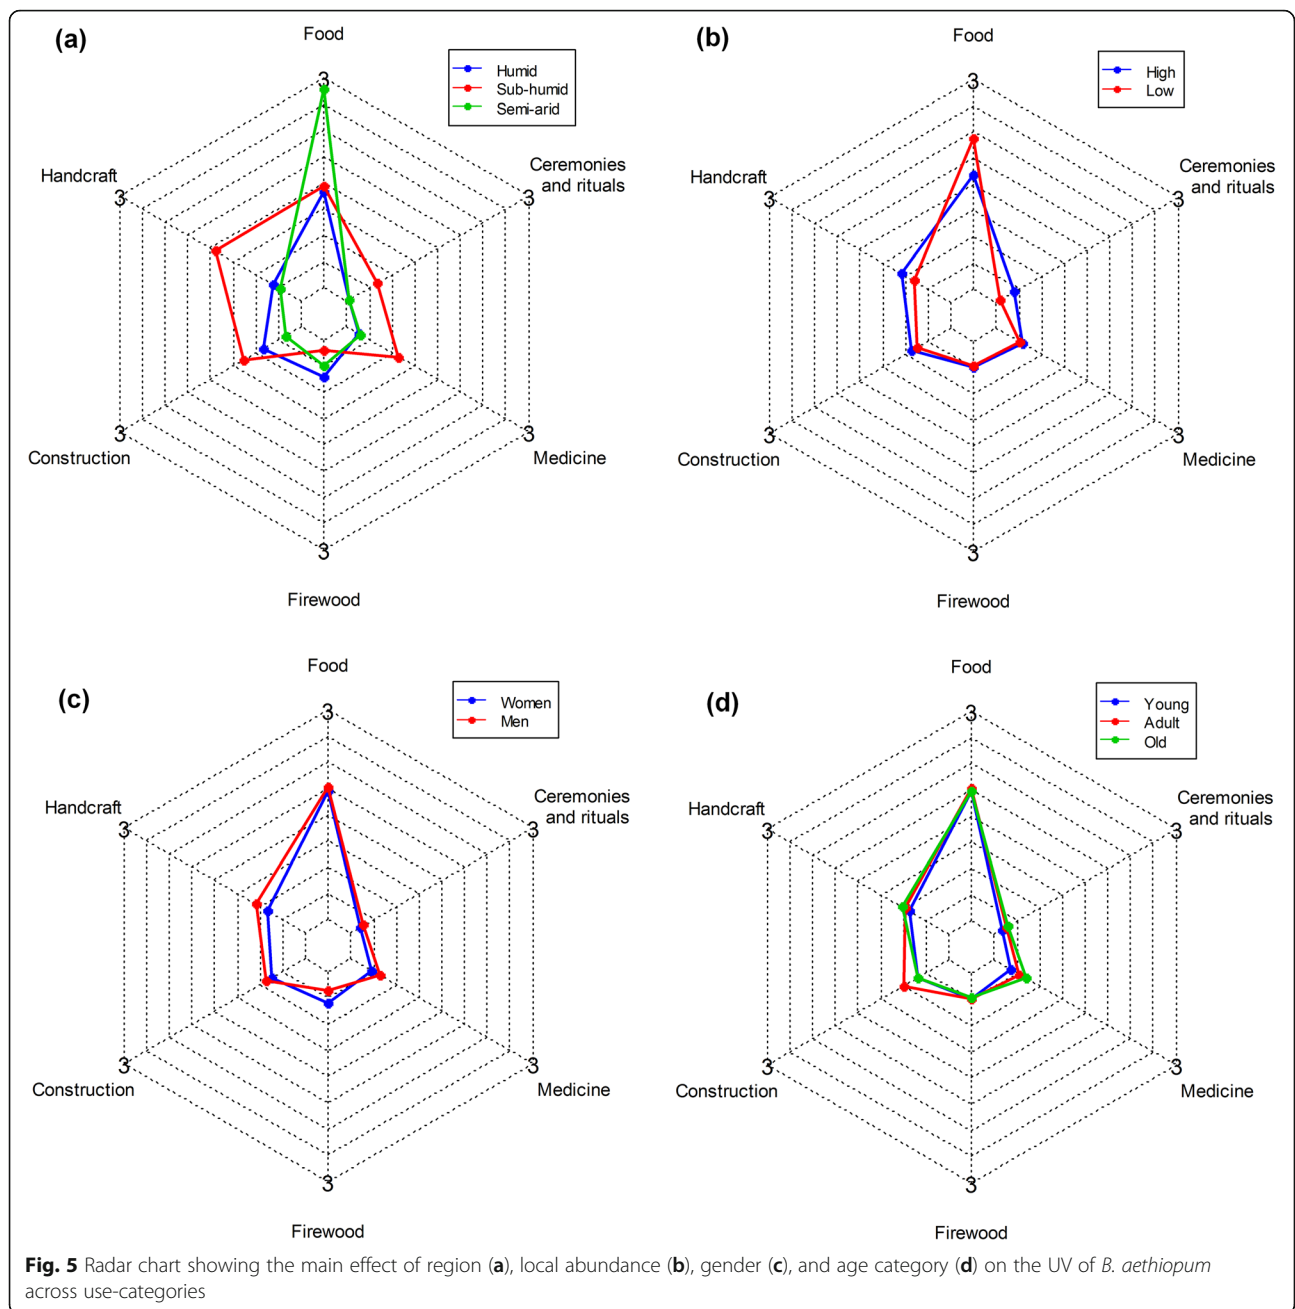 (a)
Food
Humid
Sub-humid
Semi-arid
3
Ceremonies
and rituals
3
Handcraft
3
Construction
3
Medicine
3
3
Firewood
(b)
Food
High
Low
3
Ceremonies
and rituals
3
Handcraft
3
Construction
3
Medicine
3
3
Firewood
(c)
Food
Women
Men
3
Ceremonies
and rituals
3
Handcraft
3
Construction
3
Medicine
3
3
Firewood
(d)
Food
Young
Adult
Old
3
Ceremonies
and rituals
3
Handcraft
3
Construction
3
Medicine
3
3
Firewood
Fig. 5 Radar chart showing the main effect of region (a), local abundance (b), gender (c), and age category (d) on the UV of B. aethiopum
across use-categories